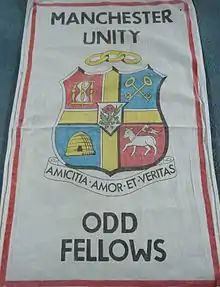 MANCHESTER
UNITY
AMICITIA · AMOR · ET · VERITAS
ODD
FELLOWS